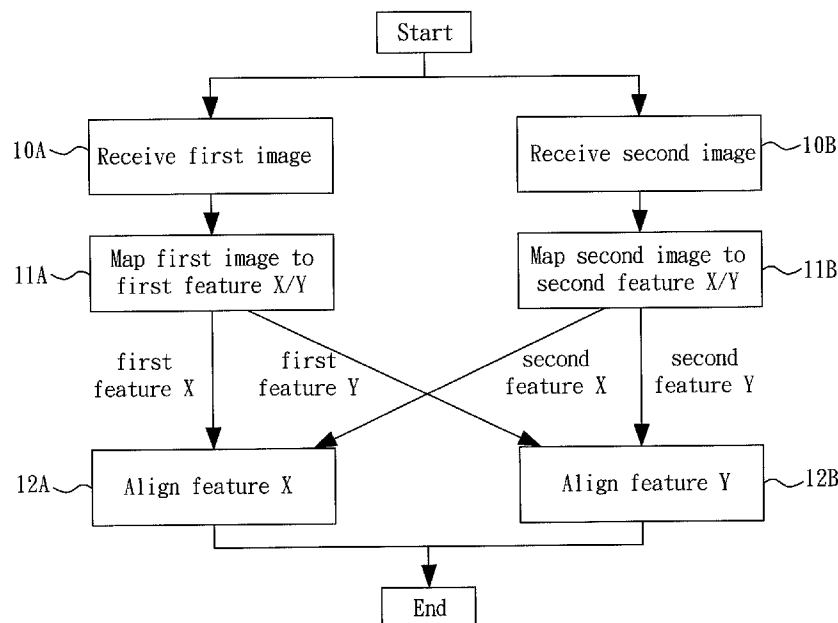 Start
10A
Receive first image
Receive second image
10B
11A
Map first image to
first feature X/Y
Map second image to
second feature X/Y
11B
first
feature X
first
feature Y
second
feature X
second
feature Y
12A
Align feature X
Align feature Y
12B
End